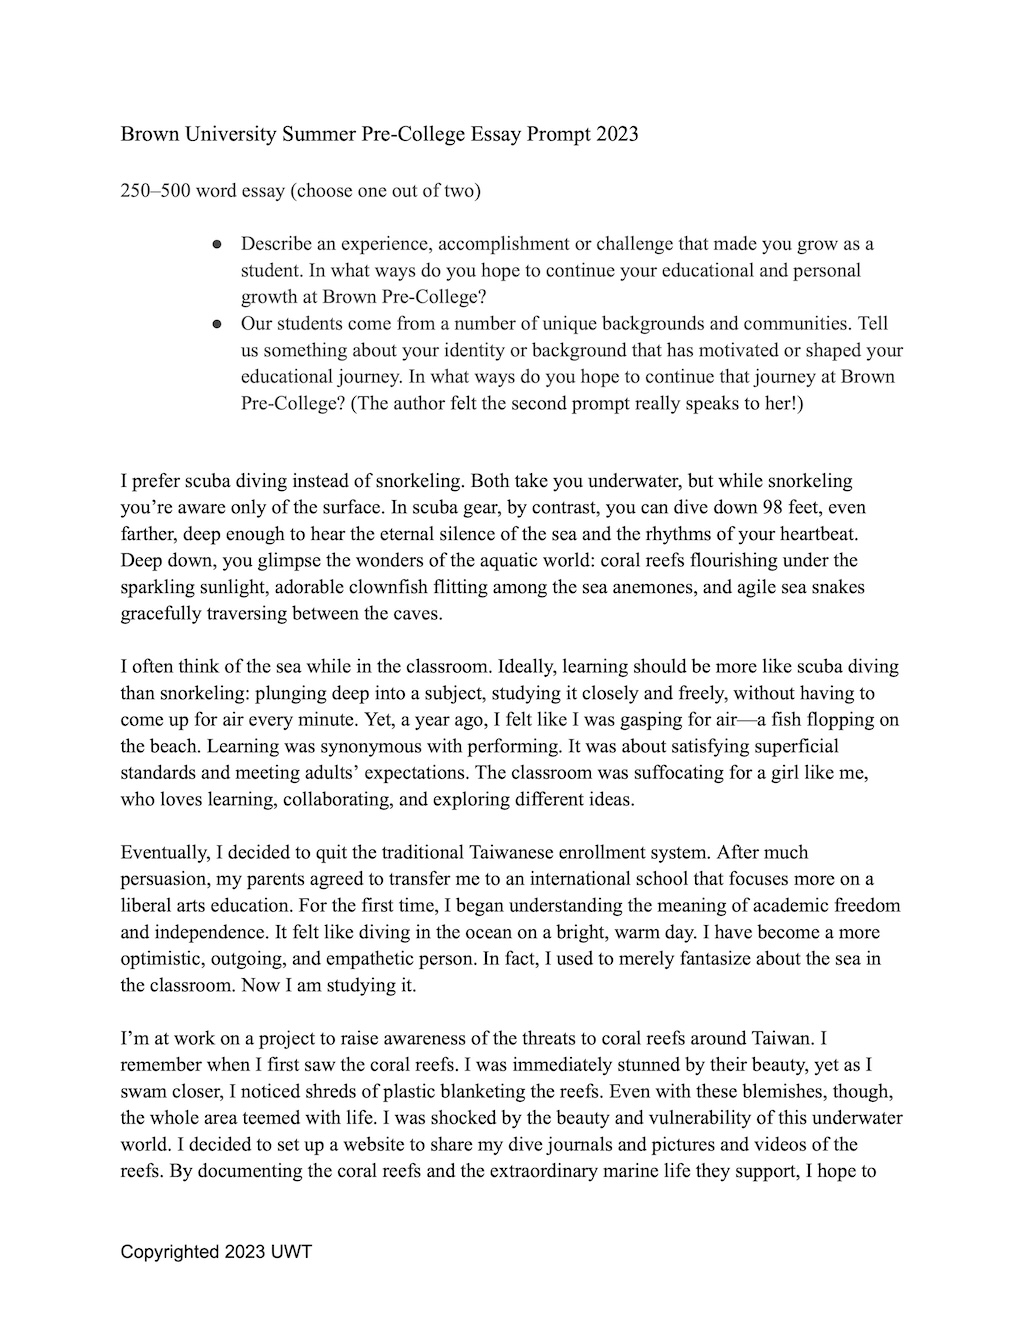 Brown University Summer Pre-College Essay Prompt 2023
250–500 word essay (choose one out of two)
● Describe an experience, accomplishment or challenge that made you grow as a
student. In what ways do you hope to continue your educational and personal
growth at Brown Pre-College?
● Our students come from a number of unique backgrounds and communities. Tell
us something about your identity or background that has motivated or shaped your
educational journey. In what ways do you hope to continue that journey at Brown
Pre-College? (The author felt the second prompt really speaks to her!)
I prefer scuba diving instead of snorkeling. Both take you underwater, but while snorkeling
you’re aware only of the surface. In scuba gear, by contrast, you can dive down 98 feet, even
farther, deep enough to hear the eternal silence of the sea and the rhythms of your heartbeat.
Deep down, you glimpse the wonders of the aquatic world: coral reefs flourishing under the
sparkling sunlight, adorable clownfish flitting among the sea anemones, and agile sea snakes
gracefully traversing between the caves.
I often think of the sea while in the classroom. Ideally, learning should be more like scuba diving
than snorkeling: plunging deep into a subject, studying it closely and freely, without having to
come up for air every minute. Yet, a year ago, I felt like I was gasping for air—a fish flopping on
the beach. Learning was synonymous with performing. It was about satisfying superficial
standards and meeting adults’ expectations. The classroom was suffocating for a girl like me,
who loves learning, collaborating, and exploring different ideas.
Eventually, I decided to quit the traditional Taiwanese enrollment system. After much
persuasion, my parents agreed to transfer me to an international school that focuses more on a
liberal arts education. For the first time, I began understanding the meaning of academic freedom
and independence. It felt like diving in the ocean on a bright, warm day. I have become a more
optimistic, outgoing, and empathetic person. In fact, I used to merely fantasize about the sea in
the classroom. Now I am studying it.
I’m at work on a project to raise awareness of the threats to coral reefs around Taiwan. I
remember when I first saw the coral reefs. I was immediately stunned by their beauty, yet as I
swam closer, I noticed shreds of plastic blanketing the reefs. Even with these blemishes, though,
the whole area teemed with life. I was shocked by the beauty and vulnerability of this underwater
world. I decided to set up a website to share my dive journals and pictures and videos of the
reefs. By documenting the coral reefs and the extraordinary marine life they support, I hope to
Copyrighted 2023 UWT